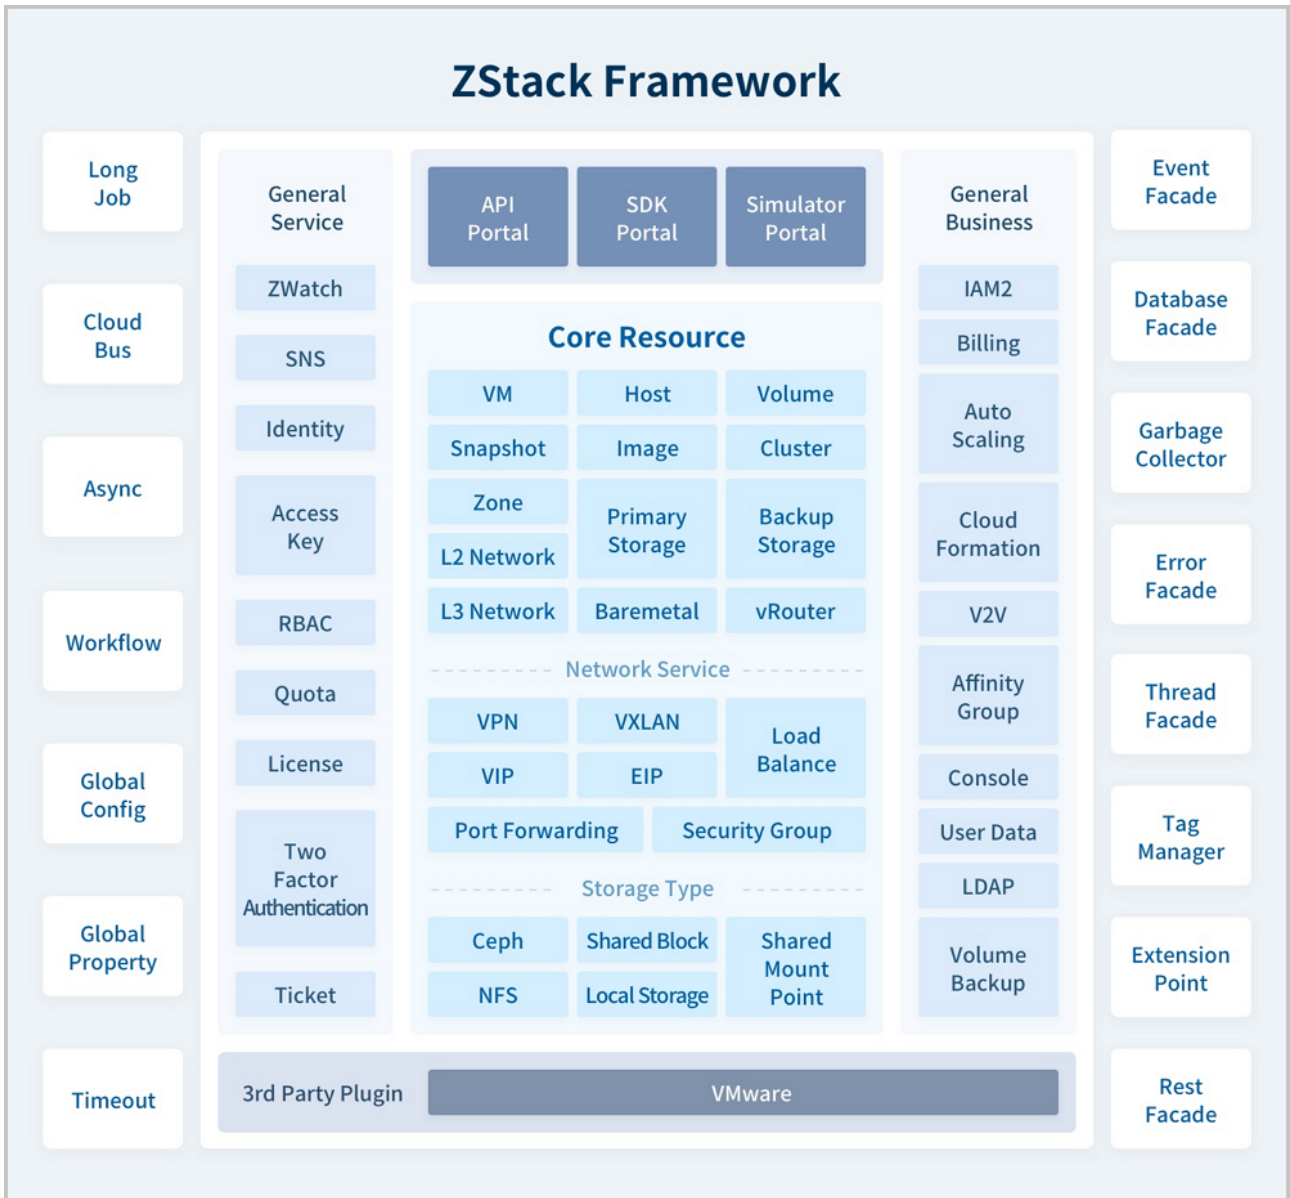 ZStack Framework
Long
Job
Cloud
Bus
Async
Workflow
Global
Config
Global
Property
Timeout
General
Service
ZWatch
SNS
Identity
Access
Key
RBAC
Quota
License
Two
Factor
Authentication
Ticket
API
Portal
SDK
Portal
Simulator
Portal
Core Resource
VM
Host
Volume
Snapshot
Image
Cluster
Zone
Primary
Storage
Backup
Storage
L2 Network
L3 Network
Baremetal
vRouter
Network Service
VPN
VXLAN
Load
Balance
VIP
EIP
Port Forwarding
Security Group
Storage Type
Ceph
Shared Block
Shared
Mount
Point
NFS
Local Storage
General
Business
IAM2
Billing
Auto
Scaling
Cloud
Formation
V2V
Affinity
Group
Console
User Data
LDAP
Volume
Backup
3rd Party Plugin
VMware
Event
Facade
Database
Facade
Garbage
Collector
Error
Facade
Thread
Facade
Tag
Manager
Extension
Point
Rest
Facade